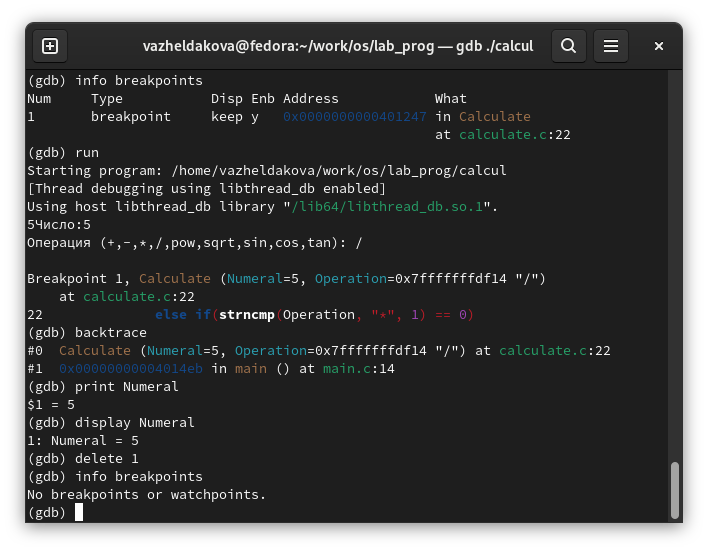 vazheldakova@fedora:~/work/os/lab_prog — gdb ./calcul
(gdb) info breakpoints
Num     Type           Disp Enb Address            What
1       breakpoint     keep y   0x0000000000401247 in Calculate
                                                   at calculate.c:22
(gdb) run
Starting program: /home/vazheldakova/work/os/lab_prog/calcul
[Thread debugging using libthread_db enabled]
Using host libthread_db library "/lib64/libthread_db.so.1".
5Число:5
Операция (+,-,*,/,pow,sqrt,sin,cos,tan): /
Breakpoint 1, Calculate (Numeral=5, Operation=0x7fffffffdf14 "/")
    at calculate.c:22
22              else if(strncmp(Operation, "*", 1) == 0)
(gdb) backtrace
#0  Calculate (Numeral=5, Operation=0x7fffffffdf14 "/") at calculate.c:22
#1  0x00000000004014eb in main () at main.c:14
(gdb) print Numeral
$1 = 5
(gdb) display Numeral
1: Numeral = 5
(gdb) delete 1
(gdb) info breakpoints
No breakpoints or watchpoints.
(gdb)